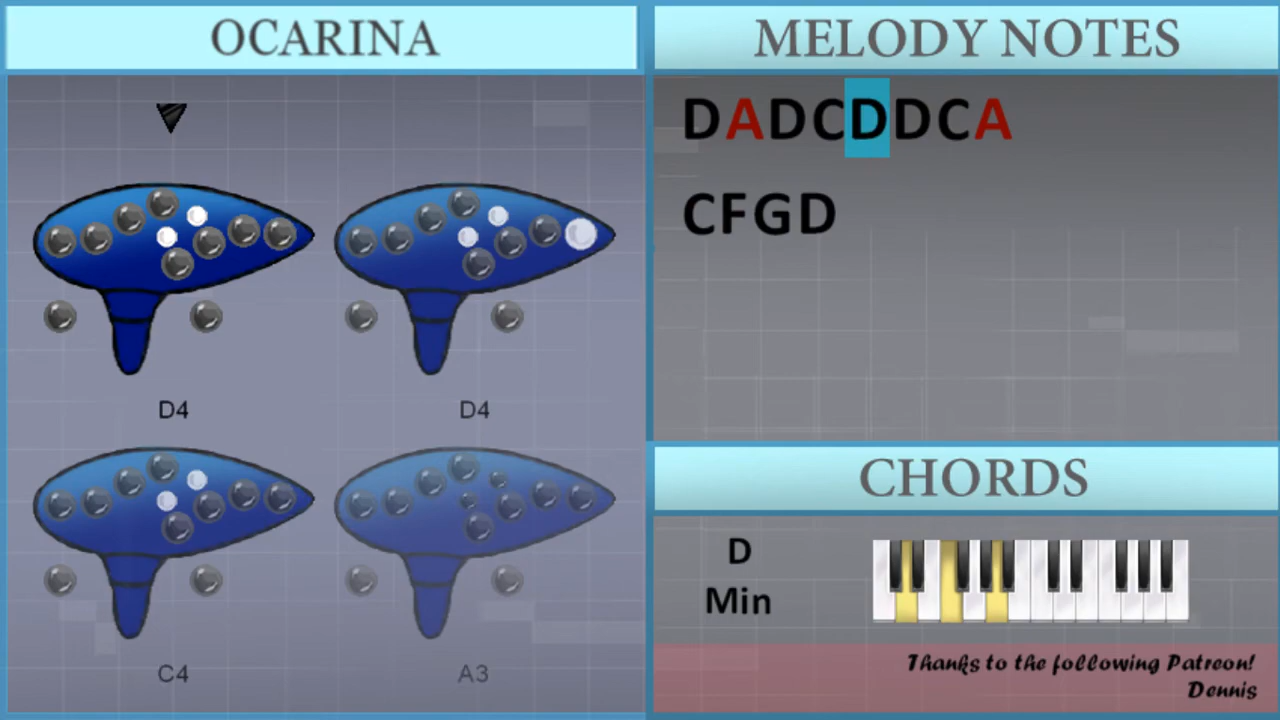 OCARINA
D4
D4
C4
A3
MELODY NOTES
DADCDDCA
CFGD
CHORDS
D
Min
Thanks to the following Patreon!
Dennis